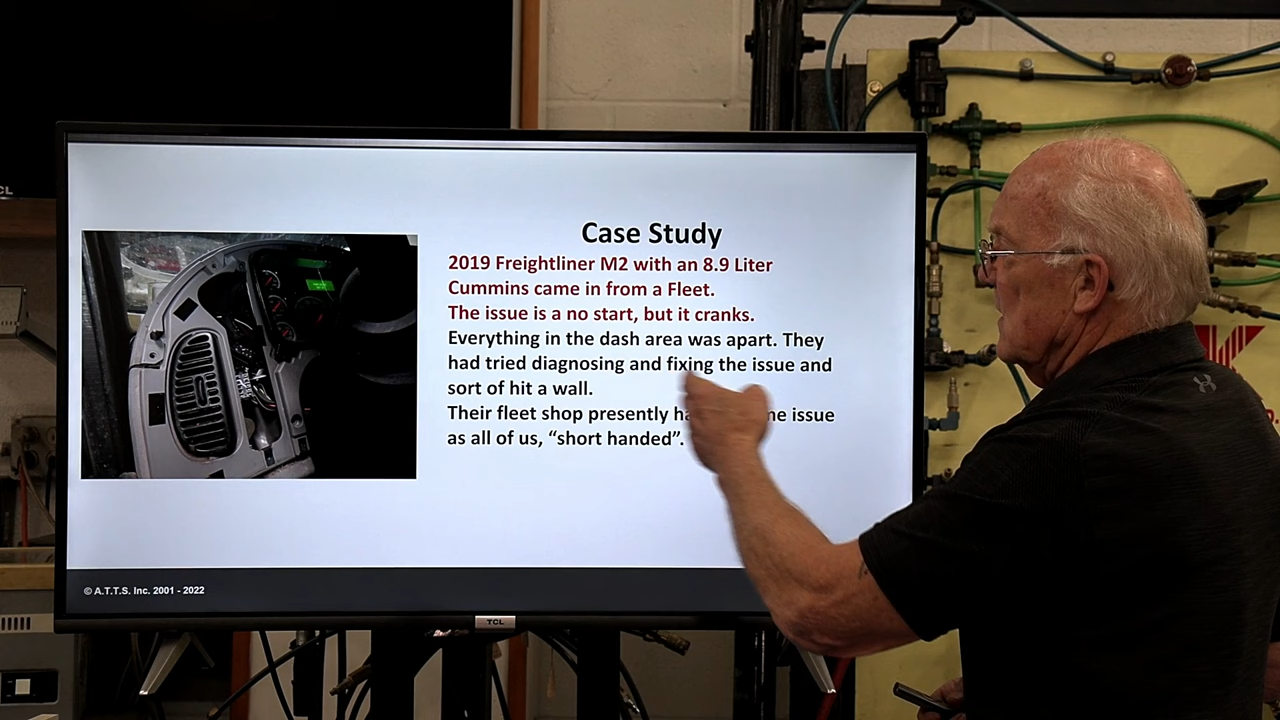 CL
Case Study
2019 Freightliner M2 with an 8.9 Liter
Cummins came in from a Fleet.
The issue is a no start, but it cranks.
Everything in the dash area was apart. They
had tried diagnosing and fixing the issue and
sort of hit a wall.
Their fleet shop presently issue
as all of us, “short handed”.
© A.T.T.S. Inc. 2001 - 2022
TCL